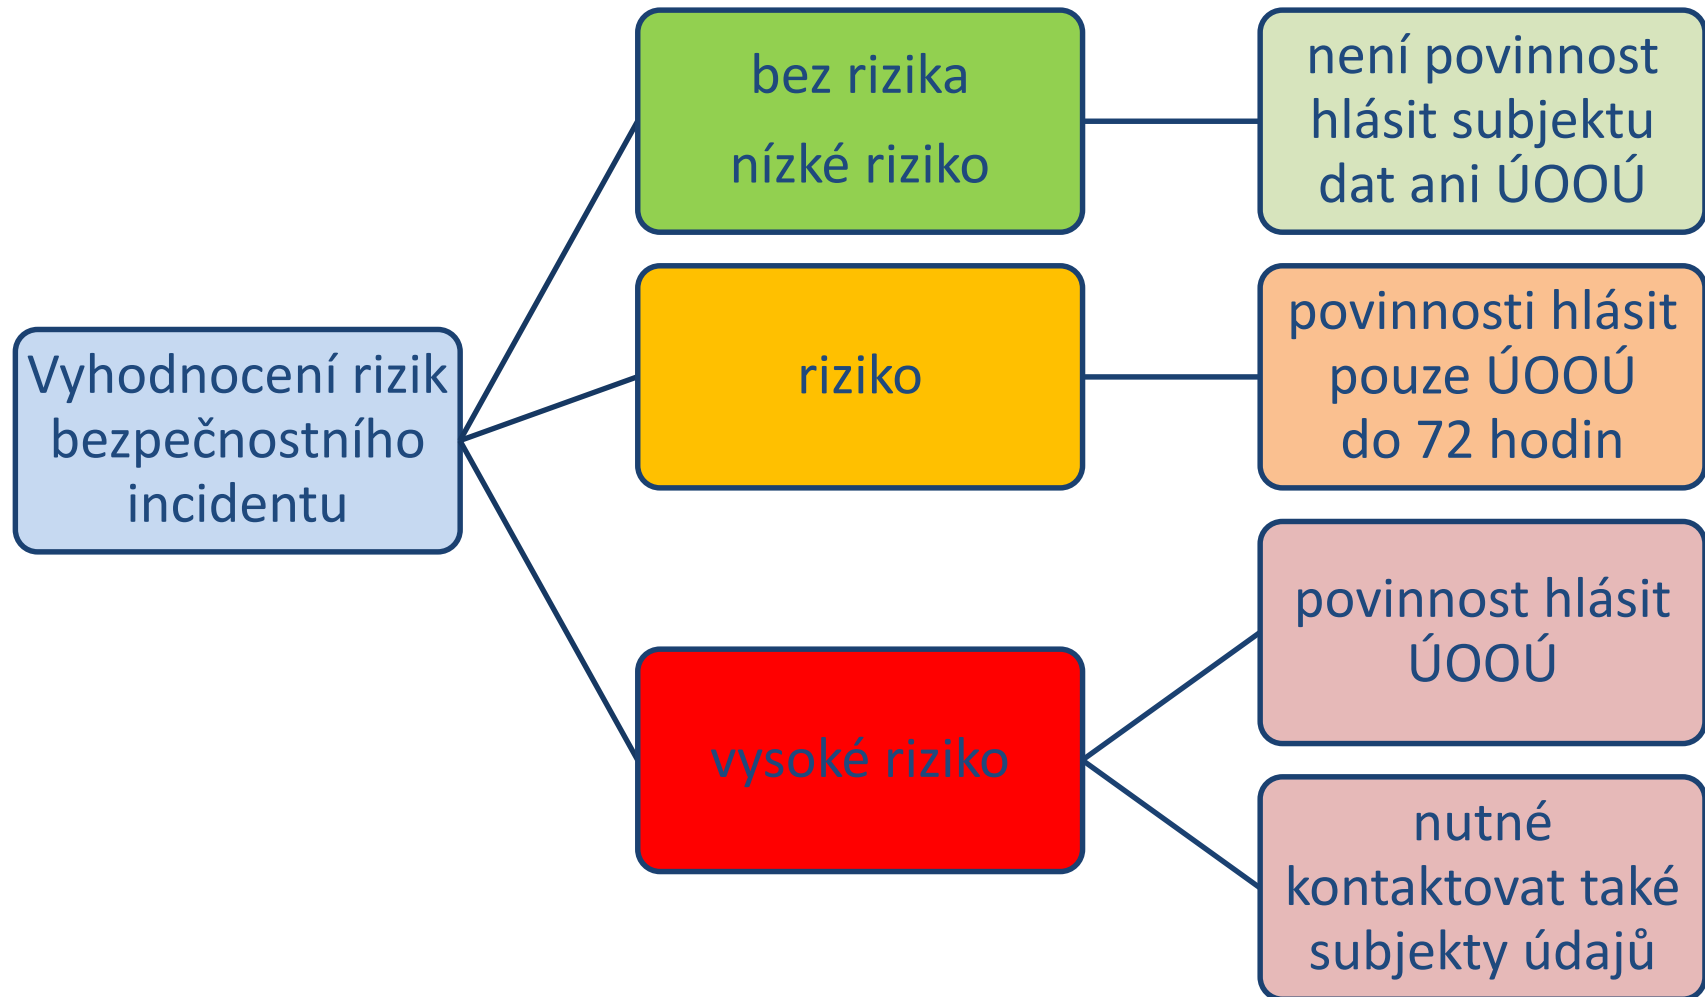 Vyhodnocení rizik
bezpečnostního
incidentu
bez rizika
nízké riziko
není povinnost
hlásit subjektu
dat ani ÚOOÚ
riziko
povinnosti hlásit
pouze ÚOOÚ
do 72 hodin
vysoké riziko
povinnost hlásit
ÚOOÚ
nutné
kontaktovat také
subjekty údajů